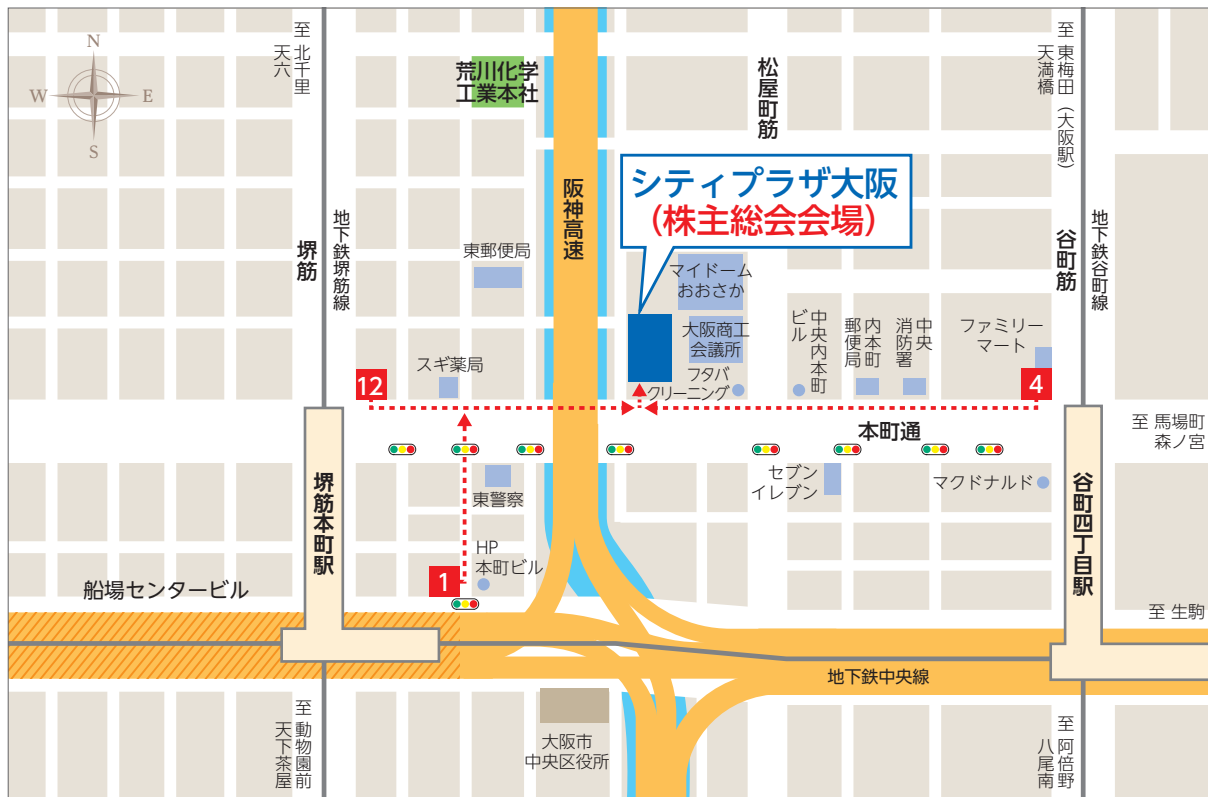 N
W
E
S
至 北千里
天六
荒川化学
工業本社
松屋町筋
至 東梅田（大阪駅）
天満橋
シティプラザ大阪
（株主総会会場）
阪神高速
地下鉄堺筋線
堺筋
東郵便局
マイドーム
おおさか
谷町筋
地下鉄谷町線
大阪商工
会議所
中央内本町
ビル
内本町
郵便局
中央
消防署
ファミリー
マート
スギ薬局
フタバ
クリーニング
12
4
本町通
至 馬場町
森ノ宮
堺筋本町駅
東警察
セブン
イレブン
マクドナルド
谷町四丁目駅
HP
本町ビル
1
船場センタービル
至 生駒
地下鉄中央線
至 動物園前
天下茶屋
大阪市
中央区役所
至 阿倍野
八尾南